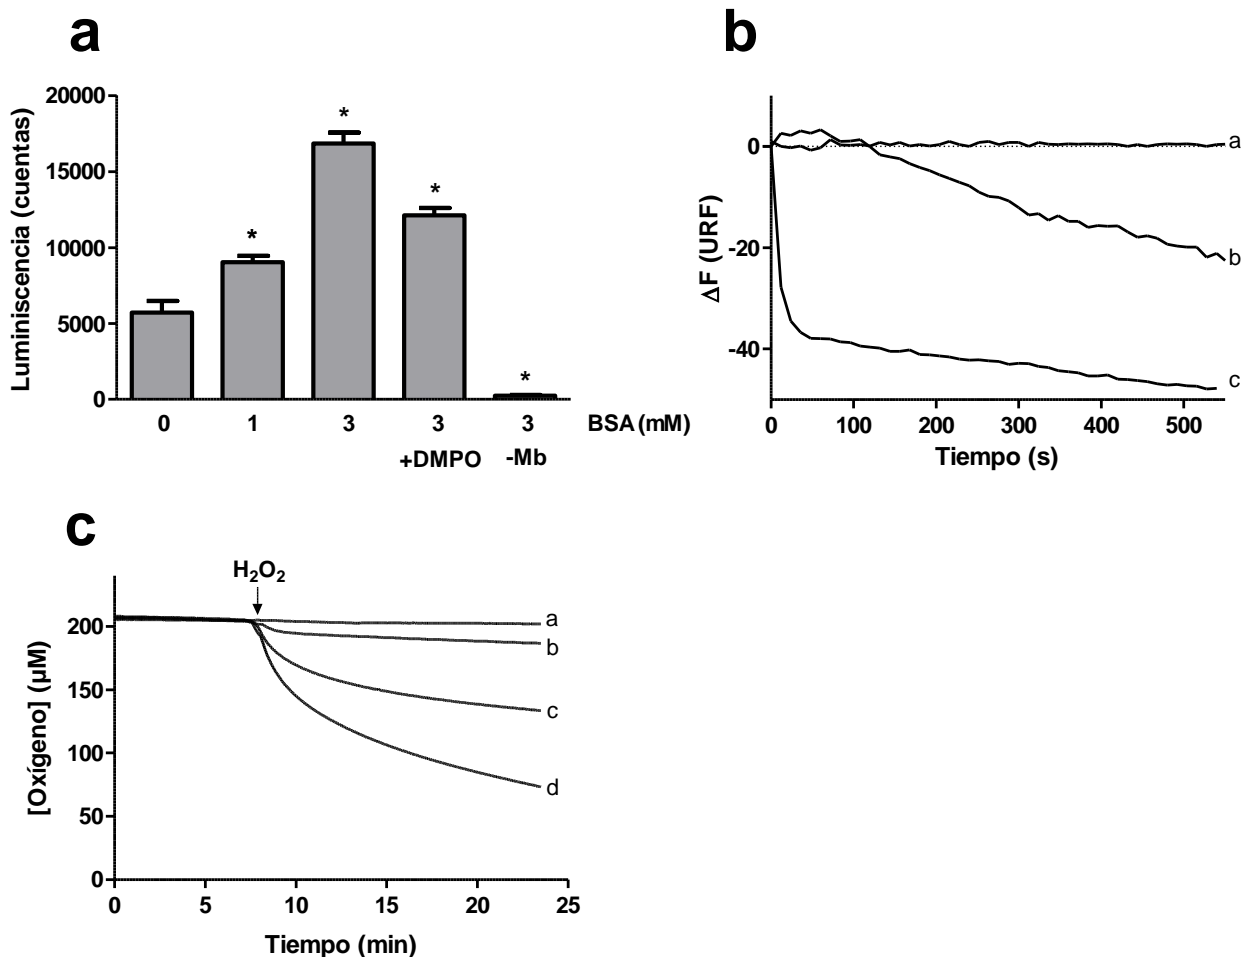 a
Luminiscencia (cuentas)
20000
15000
10000
5000
0
*
*
*
*
0 1 3 3 3 BSA (mM)
+DMPO -Mb
b
ΔF (URF)
0
-20
-40
a
b
c
0 100 200 300 400 500
Tiempo (s)
c
H₂O₂
[Oxígeno] (µM)
200
150
100
50
0
a
b
c
d
0 5 10 15 20 25
Tiempo (min)